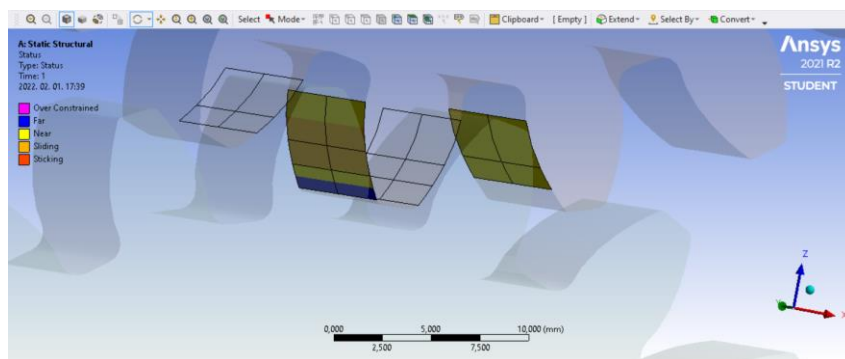 Select Mode Clipboard [ Empty ] Extend Select By Convert
A: Static Structural
Status
Type: Status
Time: 1
2022. 02. 01. 17:39
Over Constrained
Far
Near
Sliding
Sticking
Ansys
2021 R2
STUDENT
Z
X
0,000 5,000 10,000 (mm)
2,500 7,500